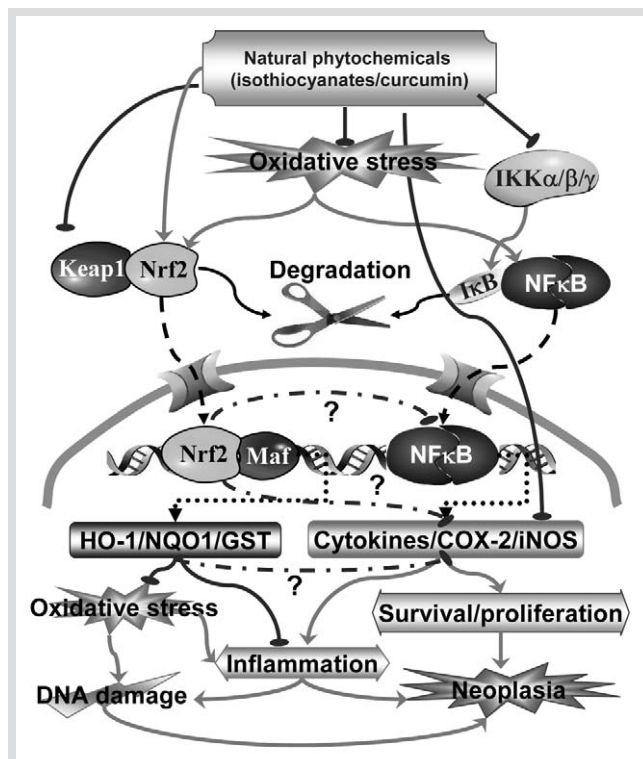 Natural phytochemicals
(isothiocyanates/curcumin)
Oxidative stress
IKKα/β/γ
Keap1
Nrf2
Degradation
IκB
NFκB
?
Nrf2
Maf
NFκB
?
HO-1/NQO1/GST
Cytokines/COX-2/iNOS
?
Oxidative stress
Survival/proliferation
Inflammation
DNA damage
Neoplasia